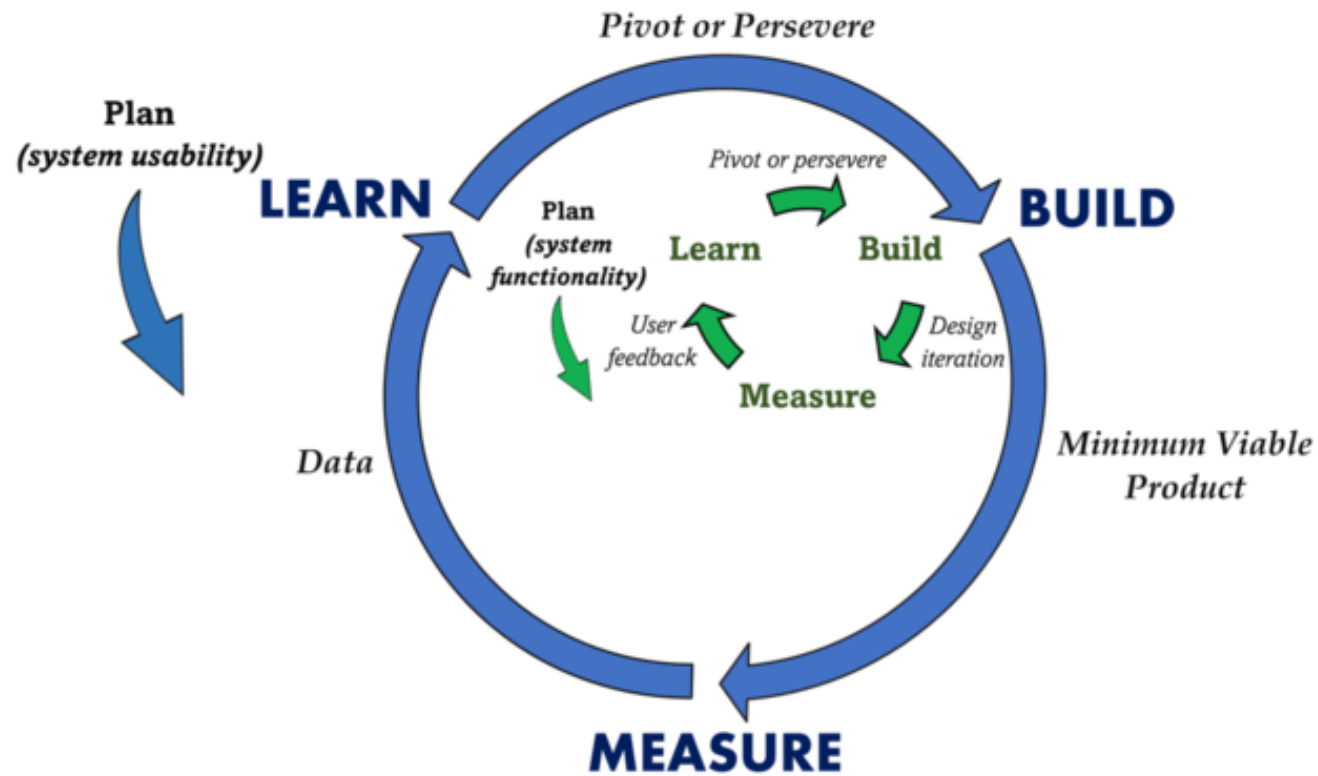 Pivot or Persevere
Plan
(system usability)
LEARN
BUILD
Pivot or persevere
Plan
(system
functionality)
Learn
Build
User
feedback
Design
iteration
Measure
Data
Minimum Viable
Product
MEASURE